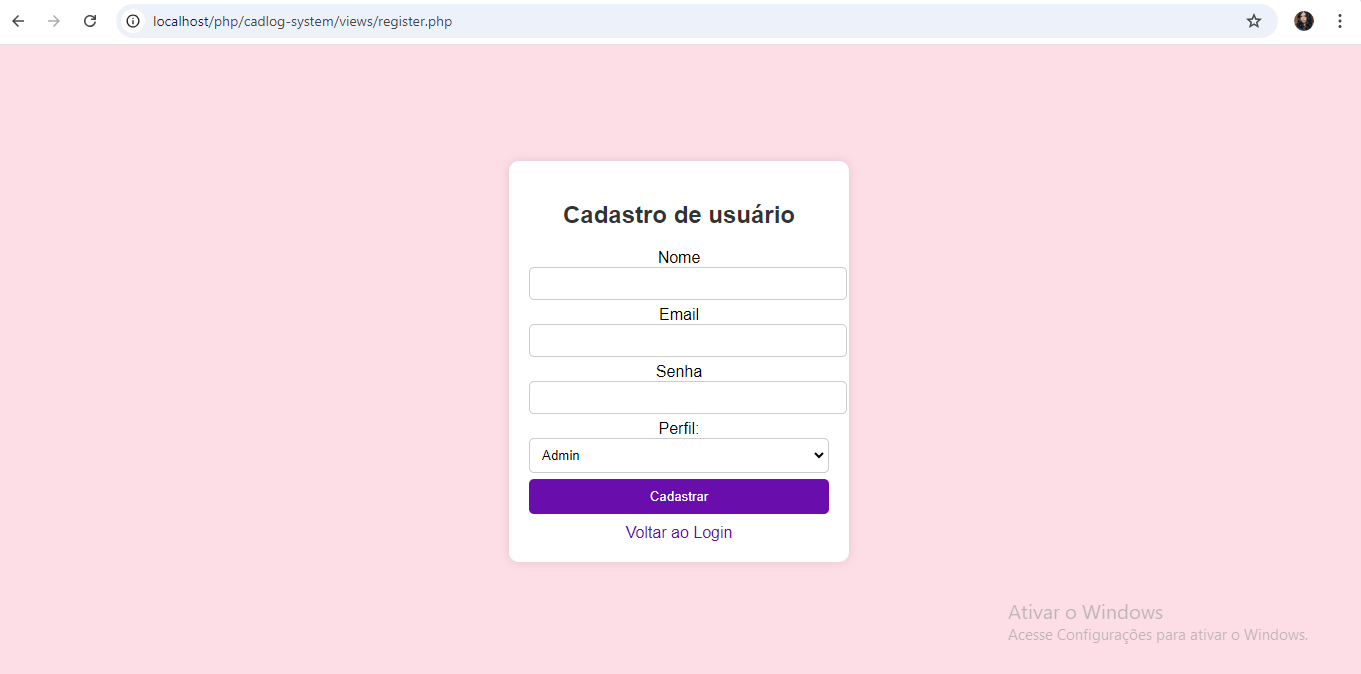 localhost/php/cadlog-system/views/register.php
Cadastro de usuário
Nome
Email
Senha
Perfil:
Admin
Cadastrar
Voltar ao Login
Ativar o Windows
Acesse Configurações para ativar o Windows.